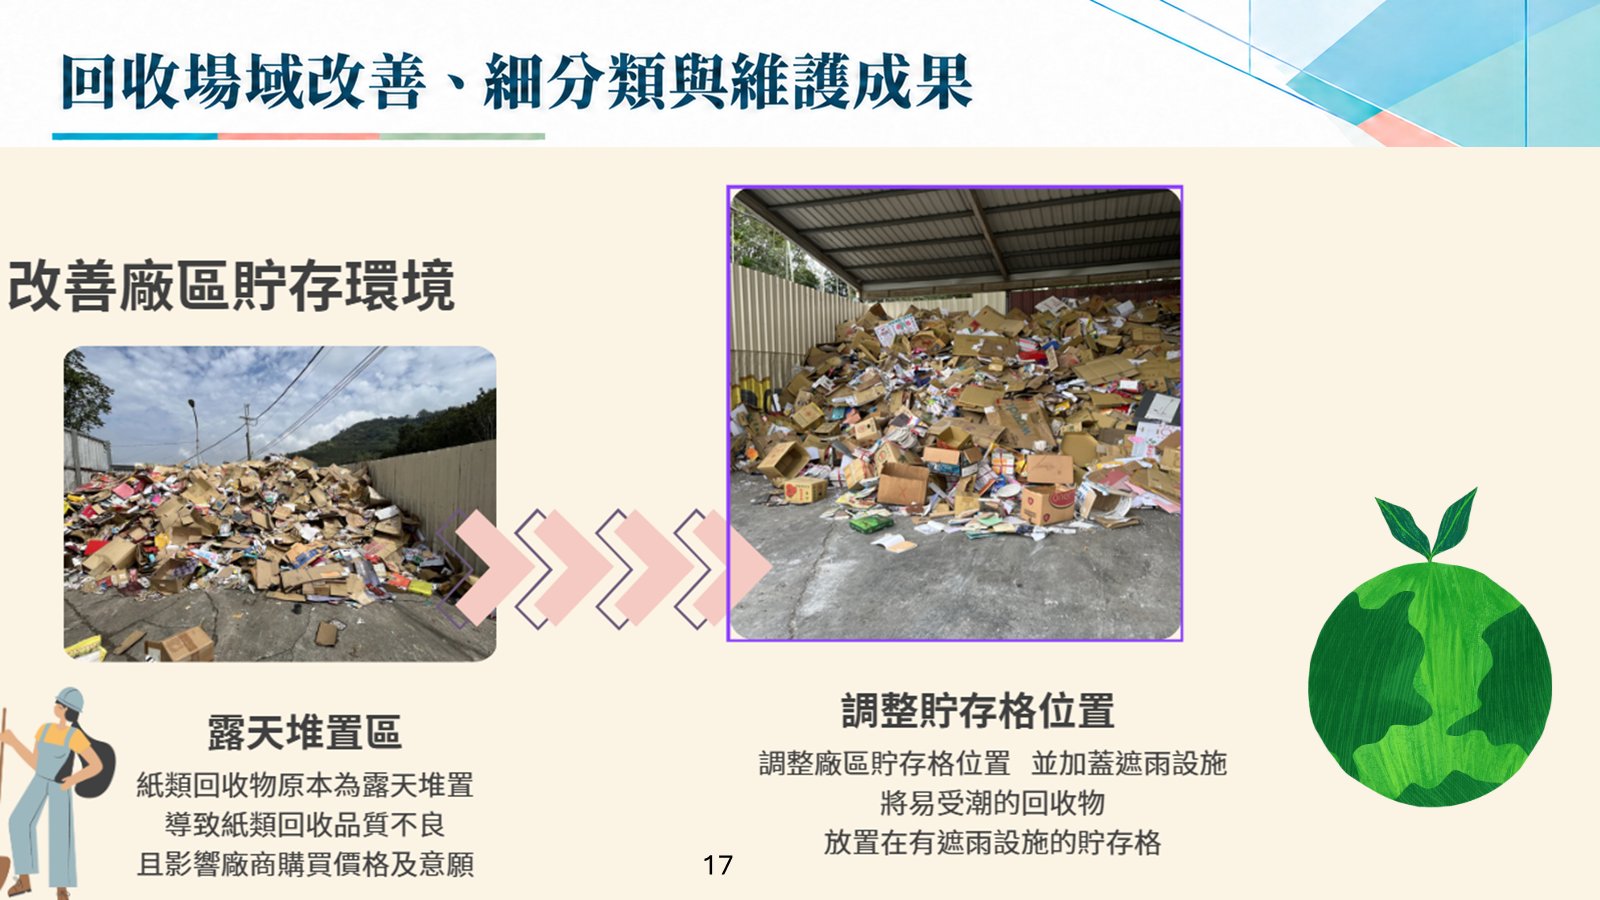 回收場域改善、細分類與維護成果
改善廠區貯存環境
露天堆置區
紙類回收物原本為露天堆置
導致紙類回收品質不良
且影響廠商購買價格及意願
調整貯存格位置
調整廠區貯存格位置 並加蓋遮雨設施
將易受潮的回收物
放置在有遮雨設施的貯存格
17